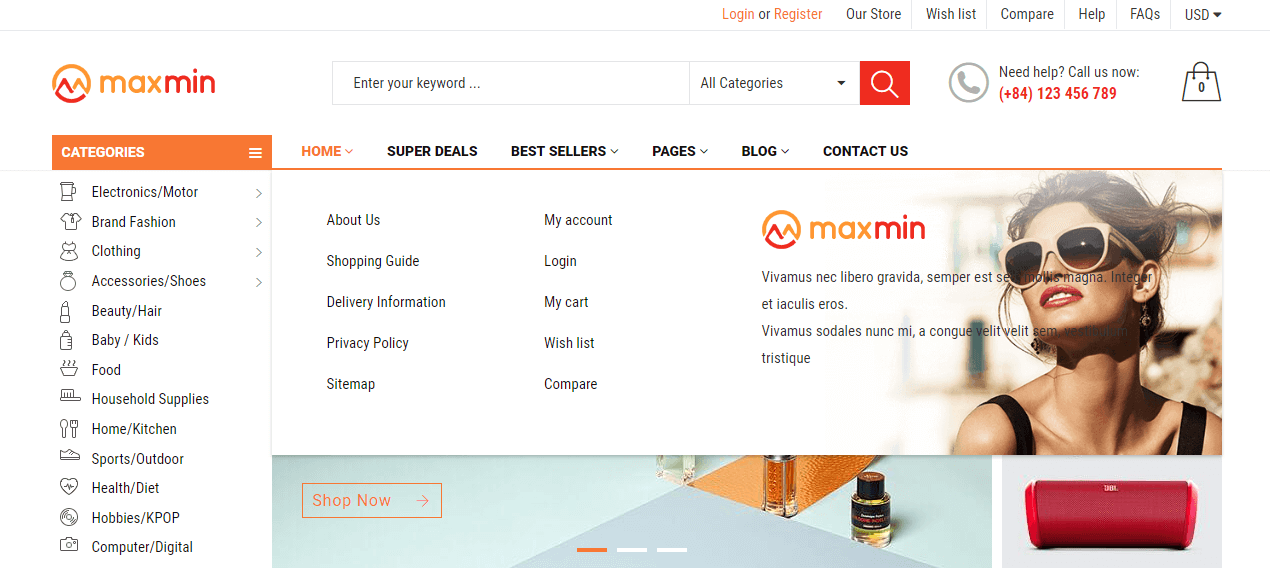 Login or Register Our Store Wish list Compare Help FAQs USD
maxmin
Enter your keyword ... All Categories
Need help? Call us now:
(+84) 123 456 789
0
CATEGORIES
HOME SUPER DEALS BEST SELLERS PAGES BLOG CONTACT US
Electronics/Motor
Brand Fashion
Clothing
Accessories/Shoes
Beauty/Hair
Baby / Kids
Food
Household Supplies
Home/Kitchen
Sports/Outdoor
Health/Diet
Hobbies/KPOP
Computer/Digital
About Us
Shopping Guide
Delivery Information
Privacy Policy
Sitemap
My account
Login
My cart
Wish list
Compare
maxmin
Vivamus nec libero gravida, semper est sed mollis magna. Integer
et iaculis eros.
Vivamus sodales nunc mi, a congue velit velit sem,
tristique
Shop Now
JBL